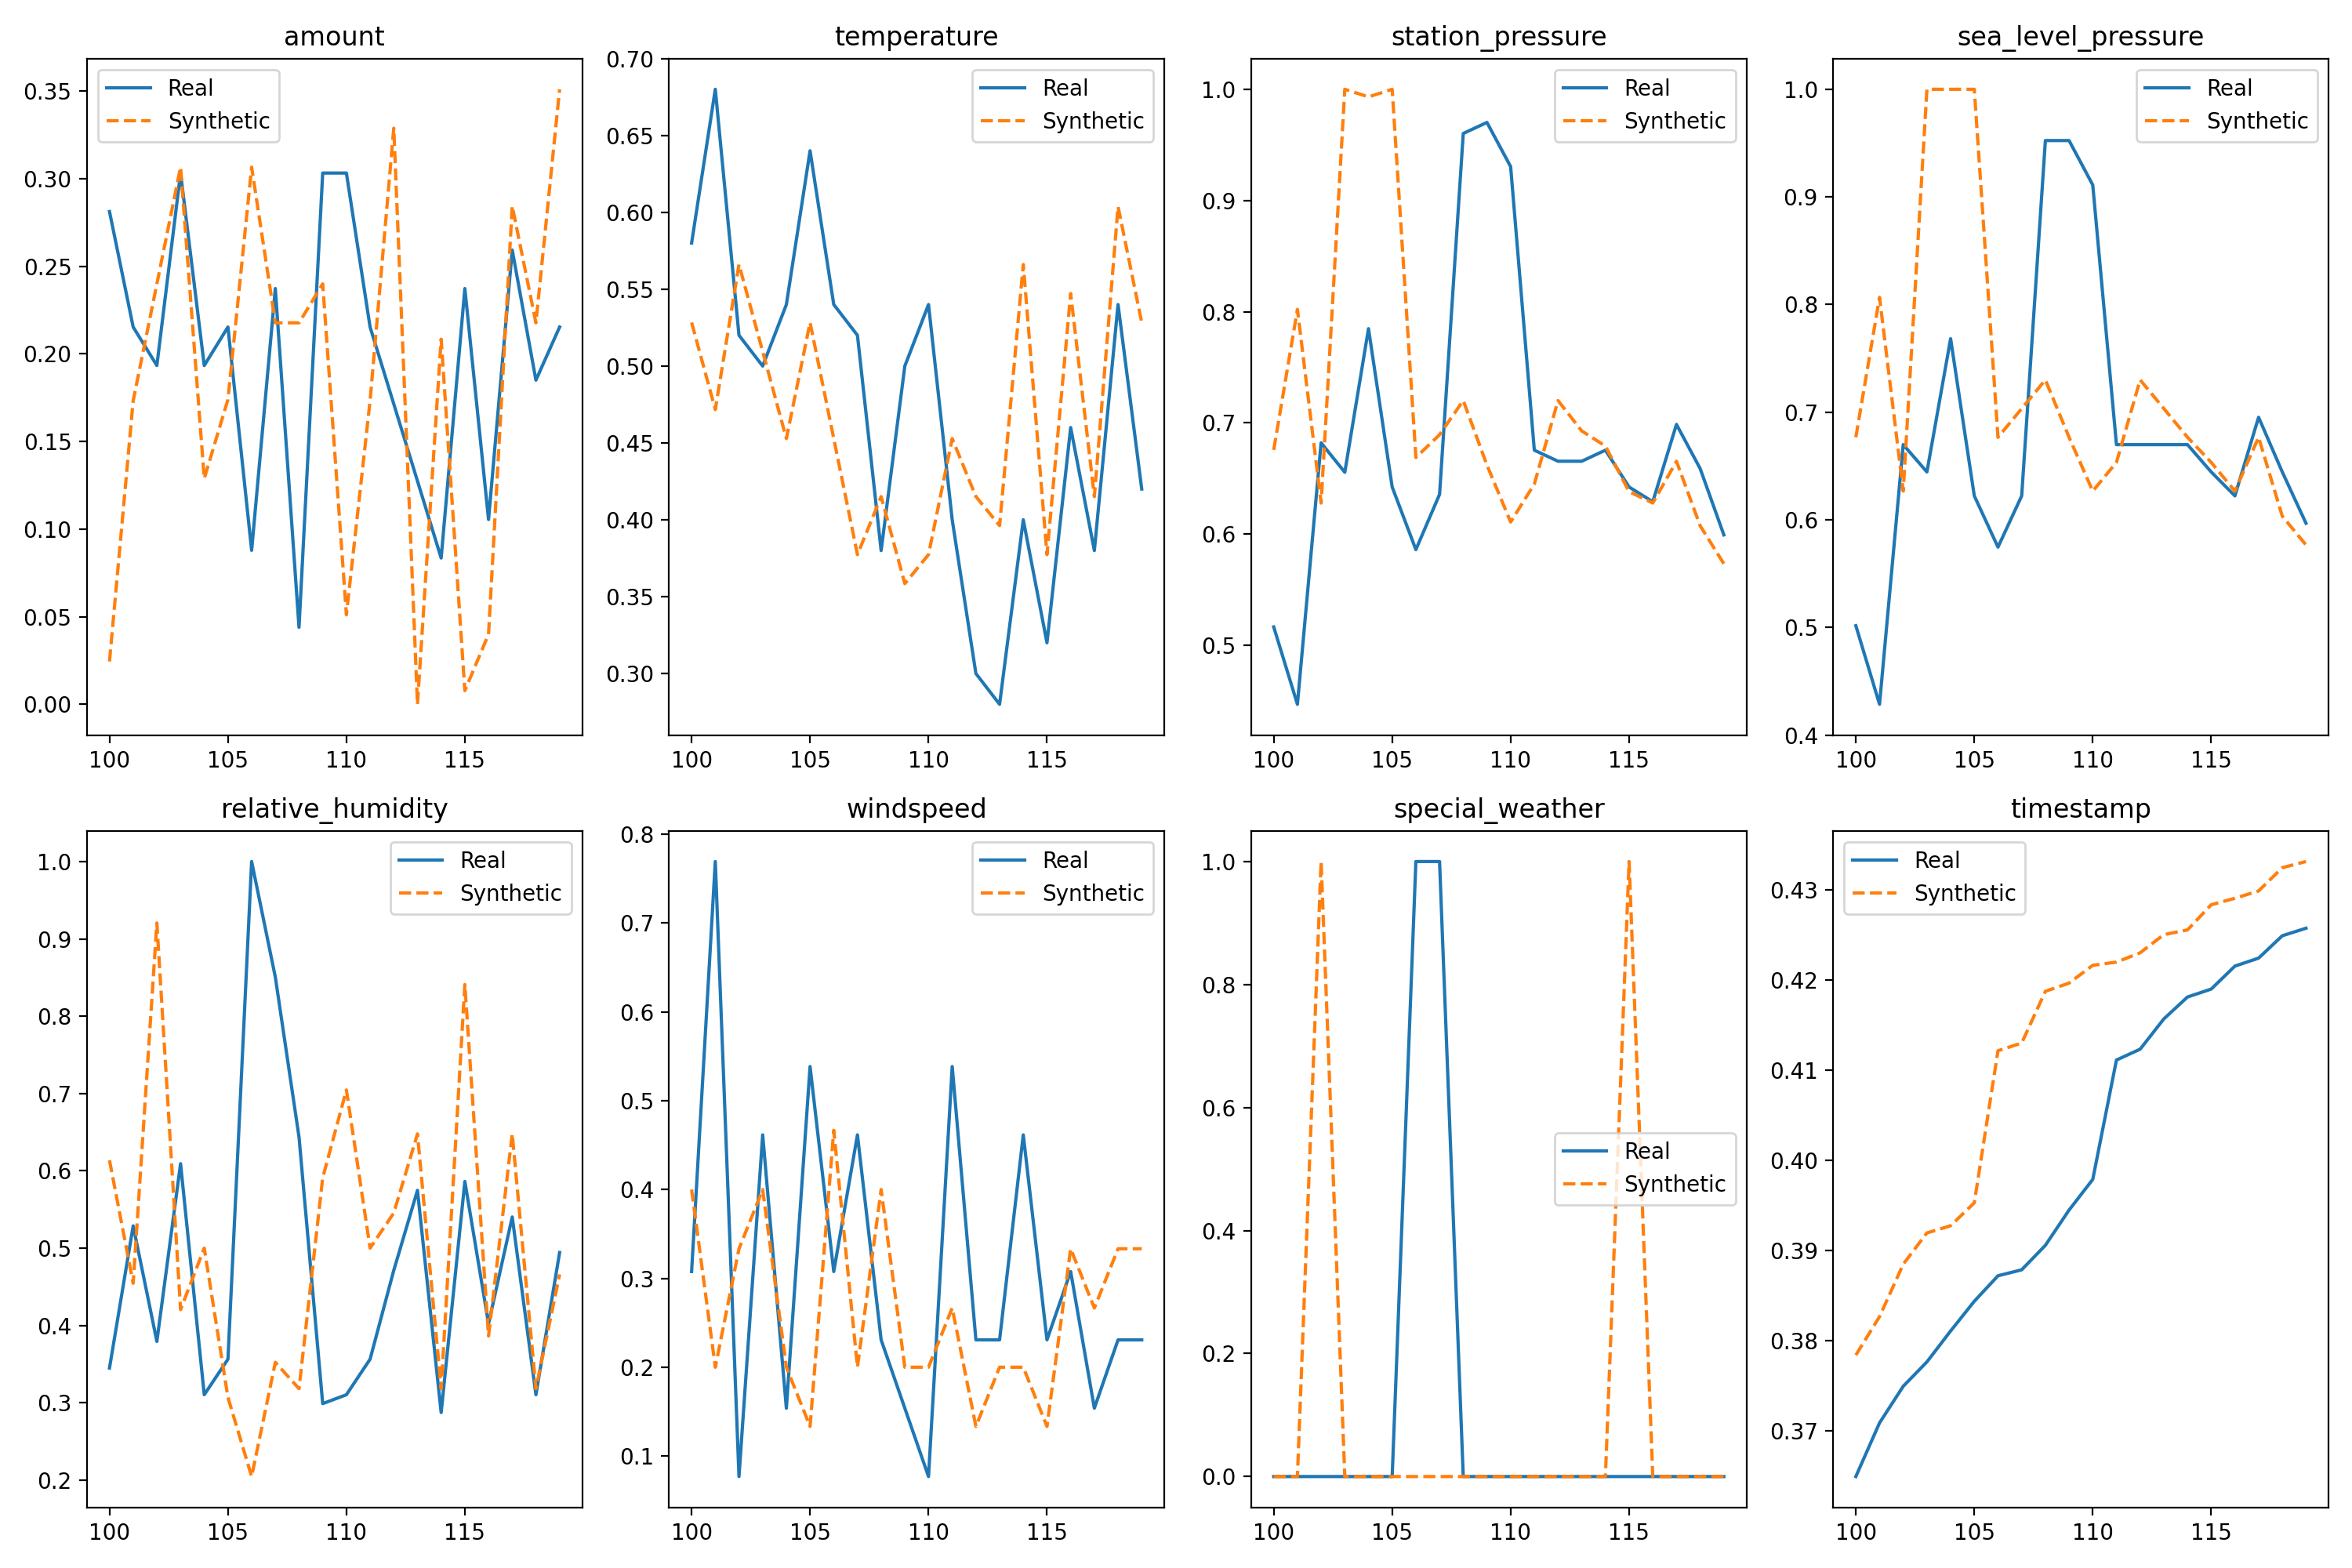 amount
0.35
0.30
0.25
0.20
0.15
0.10
0.05
0.00
100 105 110 115
Real
Synthetic
temperature
0.70
0.65
0.60
0.55
0.50
0.45
0.40
0.35
0.30
100 105 110 115
Real
Synthetic
station_pressure
1.0
0.9
0.8
0.7
0.6
0.5
100 105 110 115
Real
Synthetic
sea_level_pressure
1.0
0.9
0.8
0.7
0.6
0.5
0.4
100 105 110 115
Real
Synthetic
relative_humidity
1.0
0.9
0.8
0.7
0.6
0.5
0.4
0.3
0.2
100 105 110 115
Real
Synthetic
windspeed
0.8
0.7
0.6
0.5
0.4
0.3
0.2
0.1
100 105 110 115
Real
Synthetic
special_weather
1.0
0.8
0.6
0.4
0.2
0.0
100 105 110 115
Real
Synthetic
timestamp
0.43
0.42
0.41
0.40
0.39
0.38
0.37
100 105 110 115
Real
Synthetic